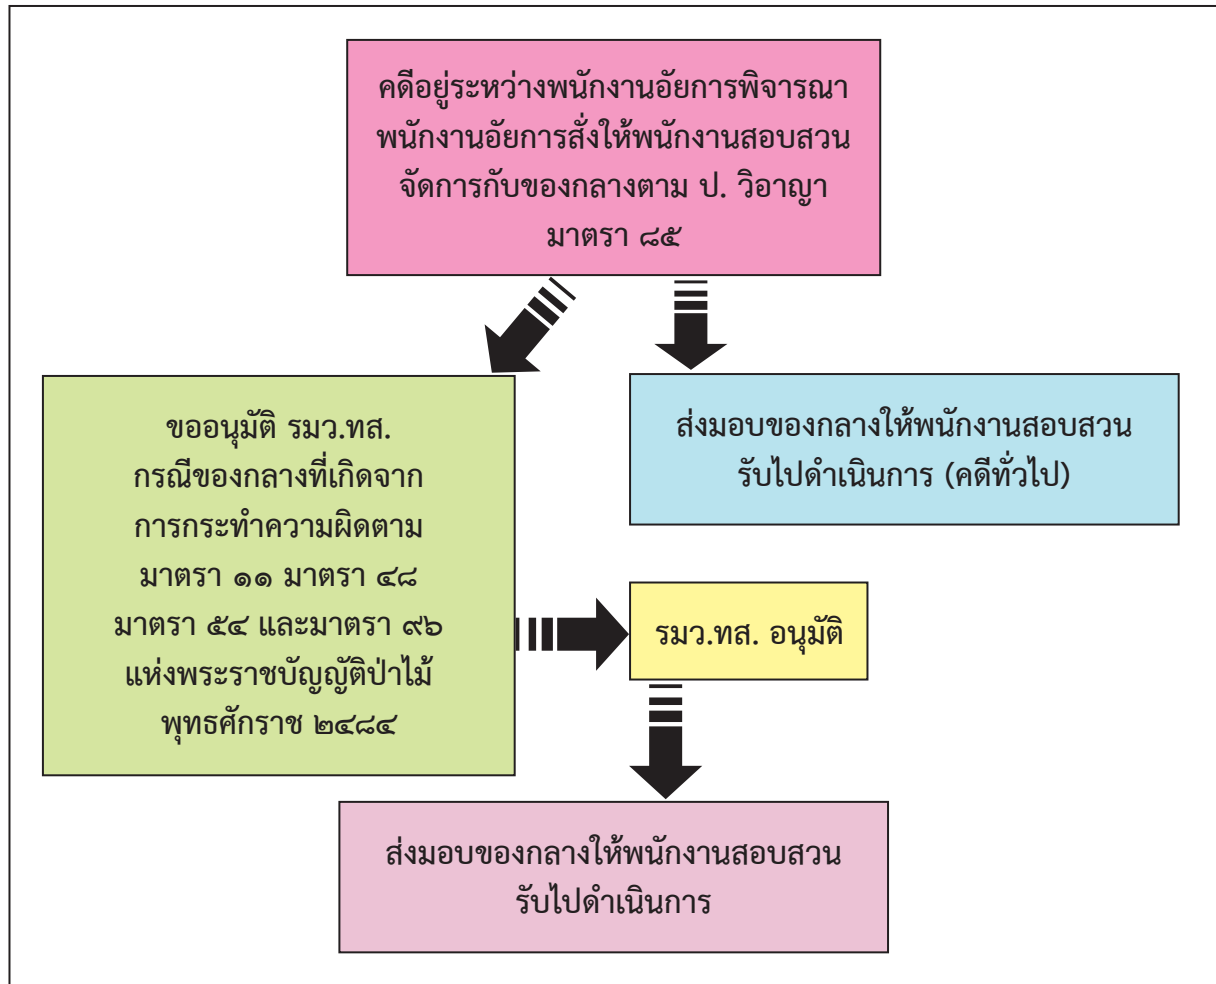 คดีอยู่ระหว่างพนักงานอัยการพิจารณา
พนักงานอัยการสั่งให้พนักงานสอบสวน
จัดการกับของกลางตาม ป. วิอาญา
มาตรา ๘๕
ขออนุมัติ รมว.ทส.
กรณีของกลางที่เกิดจาก
การกระทำความผิดตาม
มาตรา ๑๑ มาตรา ๔๘
มาตรา ๕๔ และมาตรา ๙๖
แห่งพระราชบัญญัติป่าไม้
พุทธศักราช ๒๔๘๔
ส่งมอบของกลางให้พนักงานสอบสวน
รับไปดำเนินการ (คดีทั่วไป)
รมว.ทส. อนุมัติ
ส่งมอบของกลางให้พนักงานสอบสวน
รับไปดำเนินการ